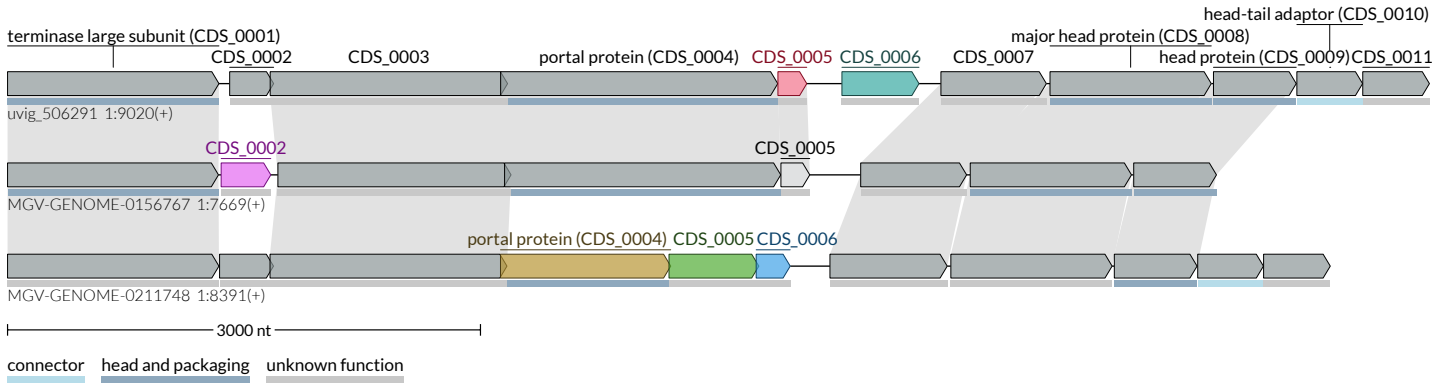 head-tail adaptor (CDS_0010)
terminase large subunit (CDS_0001) major head protein (CDS_0008)
CDS_0002 CDS_0003 portal protein (CDS_0004) CDS_0005 CDS_0006 CDS_0007 head protein (CDS_0009) CDS_0011
uvig_506291 1:9020(+)
CDS_0002 CDS_0005
MGV-GENOME-0156767 1:7669(+)
portal protein (CDS_0004) CDS_0005 CDS_0006
MGV-GENOME-0211748 1:8391(+)
3000 nt
connector head and packaging unknown function